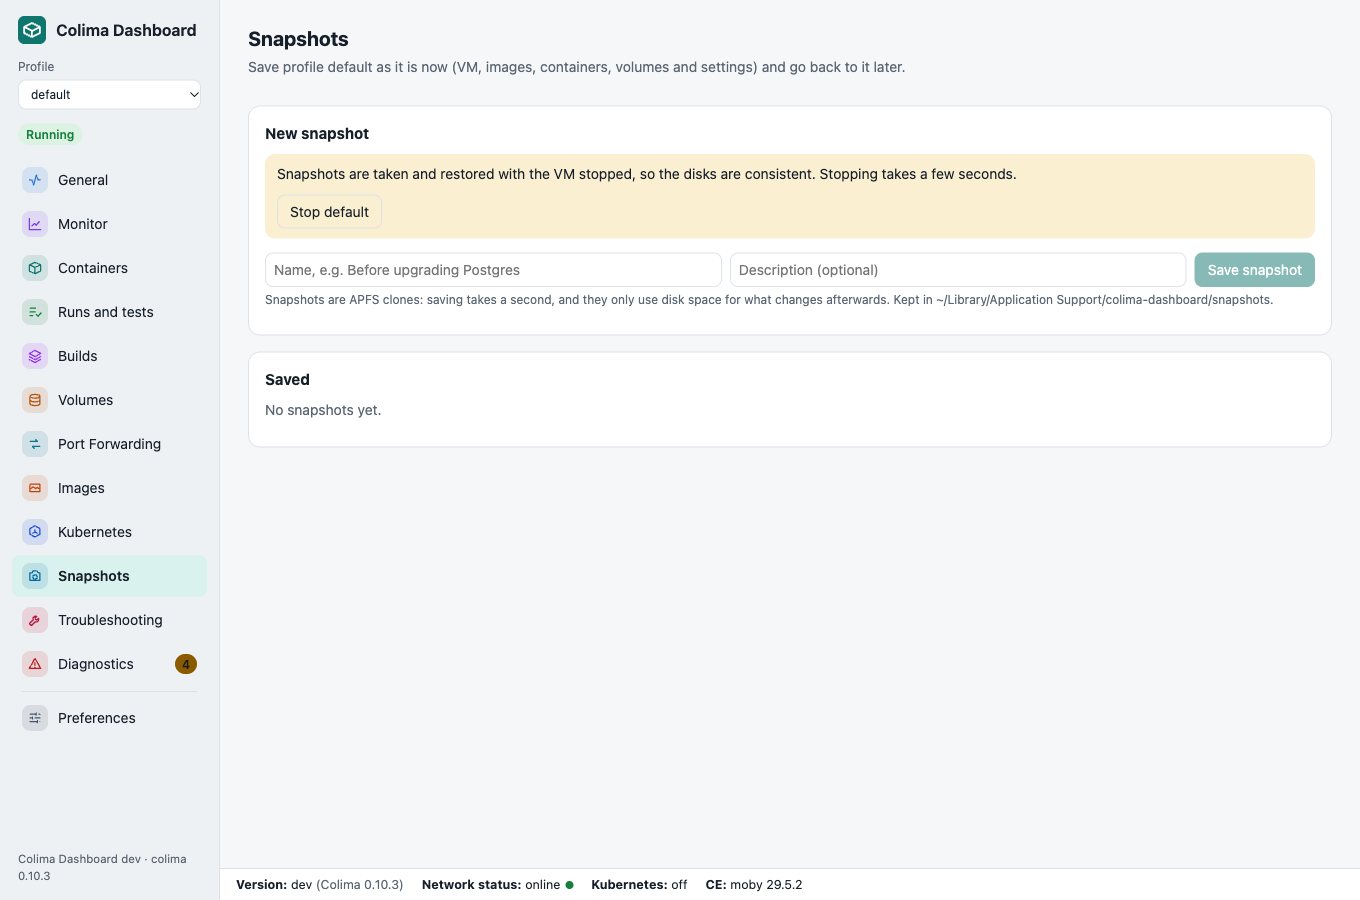 Colima Dashboard
Profile
default
Running
General
Monitor
Containers
Runs and tests
Builds
Volumes
Port Forwarding
Images
Kubernetes
Snapshots
Troubleshooting
Diagnostics 4
Preferences
Colima Dashboard dev · colima
0.10.3
Snapshots
Save profile default as it is now (VM, images, containers, volumes and settings) and go back to it later.
New snapshot
Snapshots are taken and restored with the VM stopped, so the disks are consistent. Stopping takes a few seconds.
Stop default
Name, e.g. Before upgrading Postgres Description (optional) Save snapshot
Snapshots are APFS clones: saving takes a second, and they only use disk space for what changes afterwards. Kept in ~/Library/Application Support/colima-dashboard/snapshots.
Saved
No snapshots yet.
Version: dev (Colima 0.10.3) Network status: online Kubernetes: off CE: moby 29.5.2